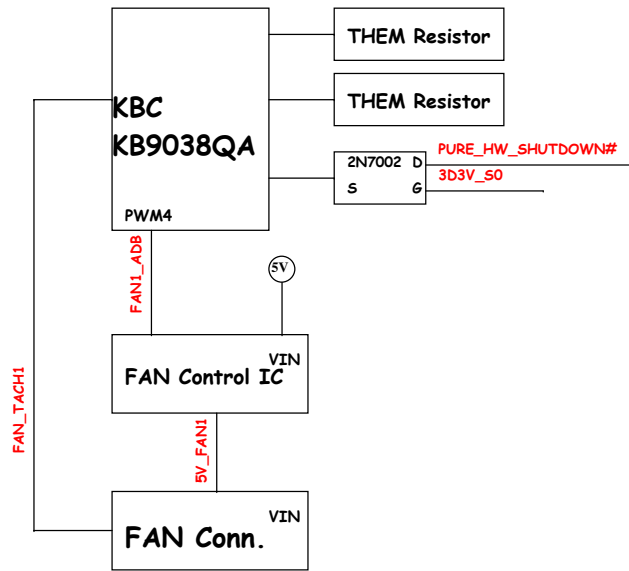 THEM Resistor
KBC
KB9038QA
THEM Resistor
PURE_HW_SHUTDOWN#
2N7002 D
3D3V_S0
S G
PWM4
FAN1_ADB
5V
FAN_TACH1
VIN
FAN Control IC
5V_FAN1
VIN
FAN Conn.